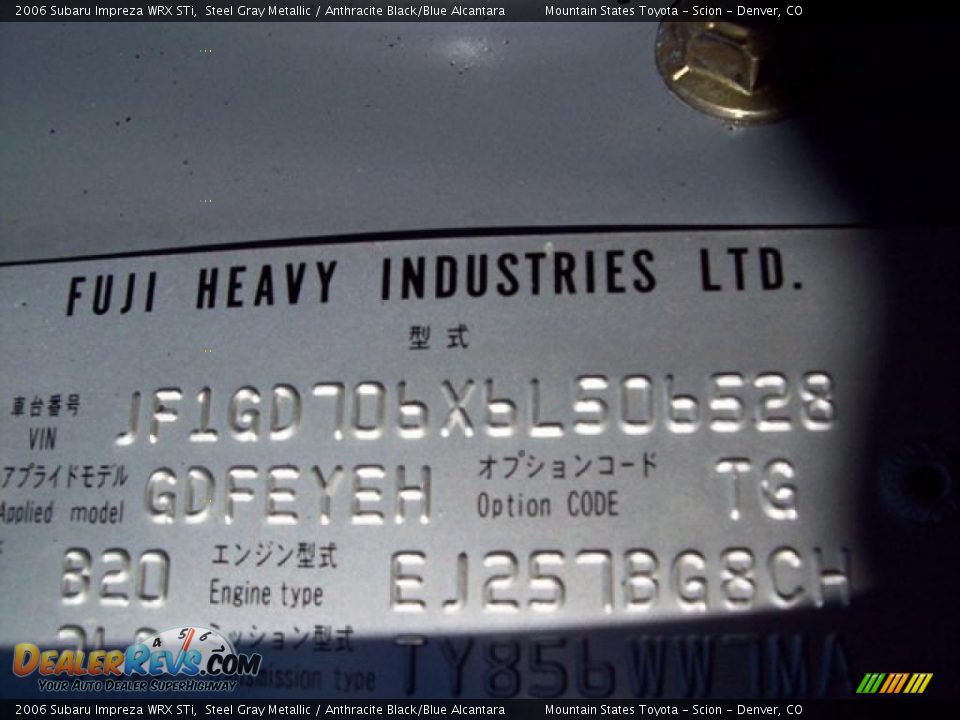 2006 Subaru Impreza WRX STi, Steel Gray Metallic / Anthracite Black/Blue Alcantara Mountain States Toyota – Scion – Denver, CO
FUJI HEAVY INDUSTRIES LTD.
型式
車台番号
VIN JF1GD706X6L506528
アプライドモデル
Applied model GDFEYEH
オプションコード
Option CODE TG
B20
エンジン型式
Engine type EJ257BG8CH
ッション型式
type TY856WW7MA
DEALERREVS.COM
YOUR AUTO DEALER SUPERHIGHWAY
2006 Subaru Impreza WRX STi, Steel Gray Metallic / Anthracite Black/Blue Alcantara Mountain States Toyota – Scion – Denver, CO